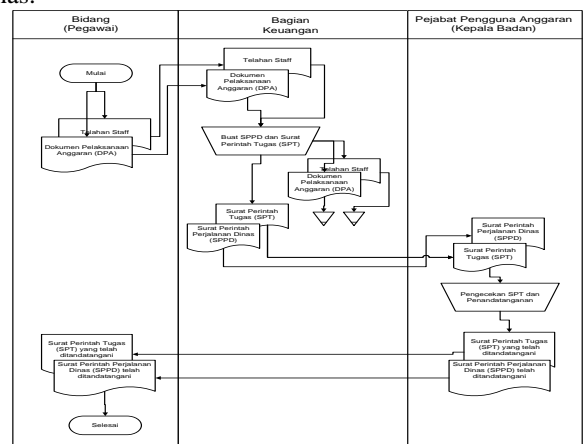 nas.
Bidang
(Pegawai)
Bagian
Keuangan
Pejabat Pengguna Anggaran
(Kepala Badan)
Mulai
Telahan Staff
Dokumen Pelaksanaan
Anggaran (DPA)
Telahan Staff
Dokumen
Pelaksanaan
Anggaran (DPA)
Buat SPPD dan Surat
Perintah Tugas (SPT)
Telahan Staff
Dokumen
Pelaksanaan
Anggaran (DPA)
Surat Perintah
Tugas (SPT)
Surat Perintah
Perjalanan Dinas
(SPPD)
Surat Perintah
Perjalanan Dinas
(SPPD)
Surat Perintah
Tugas (SPT)
Pengecekan SPT dan
Penandatanganan
Surat Perintah Tugas
(SPT) yang telah
ditandatangani
Surat Perintah Perjalanan
Dinas (SPPD) telah
ditandatangani
Surat Perintah Tugas
(SPT) yang telah
ditandatangani
Surat Perintah Perjalanan
Dinas (SPPD) telah
ditandatangani
Selesai